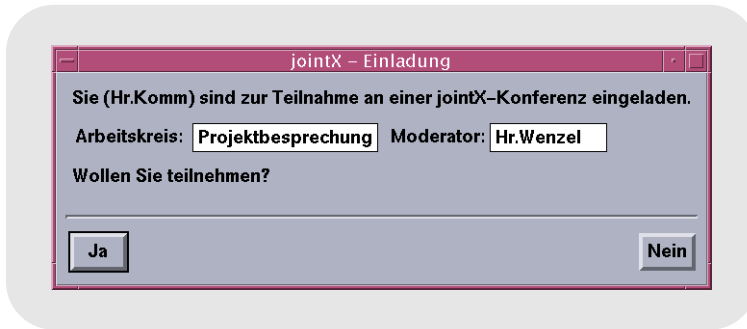 jointX – Einladung
Sie (Hr.Komm) sind zur Teilnahme an einer jointX–Konferenz eingeladen.
Arbeitskreis: Projektbesprechung Moderator: Hr.Wenzel
Wollen Sie teilnehmen?
Ja Nein